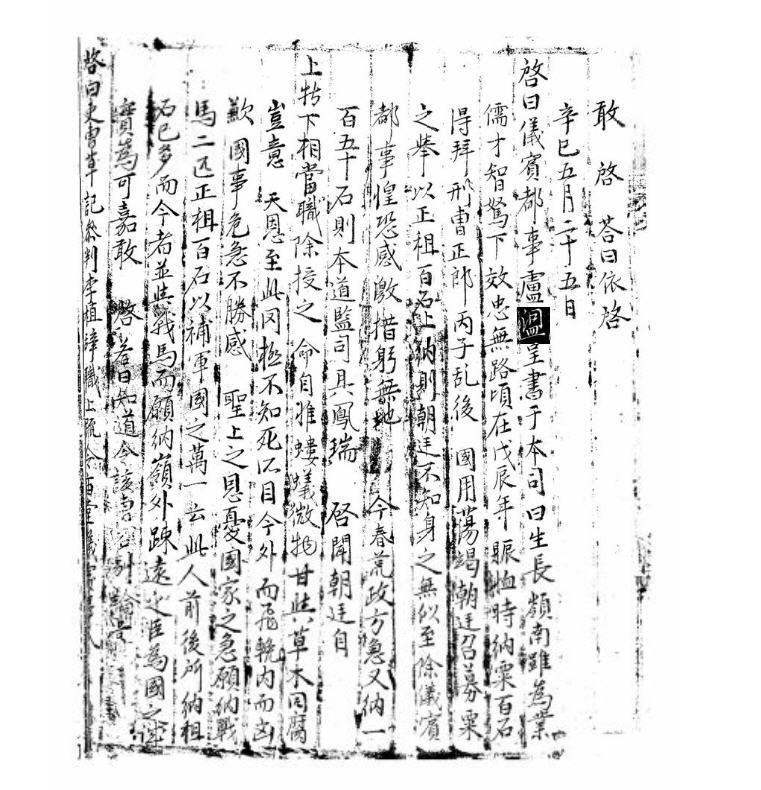 敢 啓 答曰依啓
辛巳五月二十五日
啓曰儀賓都事盧溫呈書于本司曰生長嶺南雖爲業
儒才智駑下效忠無路頃在戊辰年賑恤時納粟百石
得拜刑曹正郎丙子乱後 國用蕩竭朝廷召募粟
之擧以正租百石上納則朝廷不知身之無似至除儀賓
都事惶恐感激措躬無地 今春荒政方急又納一
百五十石則本道監司具鳳瑞 啓聞朝廷自
上特下相當職除授之 命自惟螻蟻微物甘與草木同腐
豈意 天恩至此罔極不知死所目今外 而飛輓內而凶
歉 國事危急不勝感 聖上之恩憂國家之急願納戰
馬二匹正租百石以補軍國之萬一云此人前後所納租
石已多而今者並與戰馬而願納嶺外踈遠之臣爲國之
實爲可嘉敢 啓答曰知道令該曹
啓曰吏曹草記參判李植 職上疏令